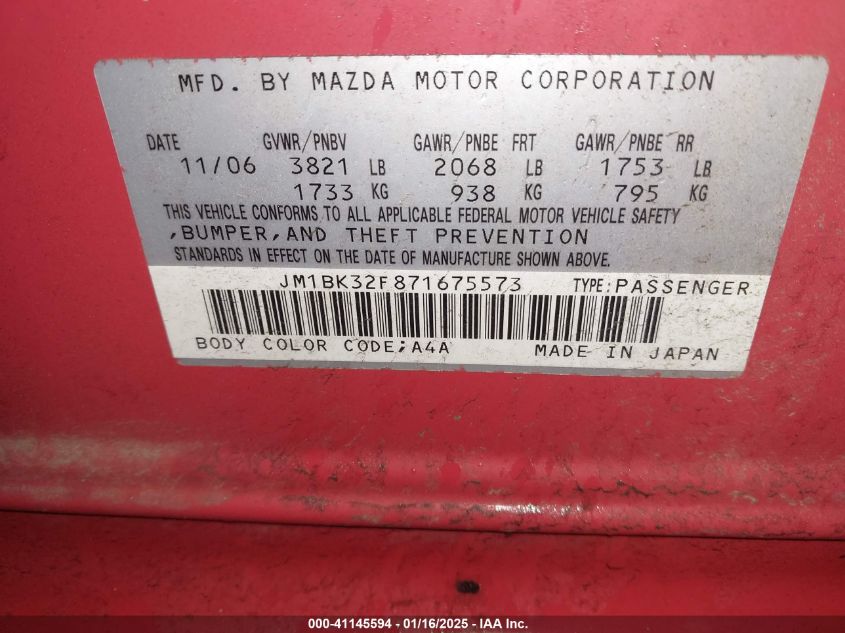 MFD. BY MAZDA MOTOR CORPORATION
DATE GVWR/PNBV GAWR/PNBE FRT GAWR/PNBE RR
11/06 3821 LB 2068 LB 1753 LB
1733 KG 938 KG 795 KG
THIS VEHICLE CONFORMS TO ALL APPLICABLE FEDERAL MOTOR VEHICLE SAFETY
,BUMPER,AND THEFT PREVENTION
STANDARDS IN EFFECT ON THE DATE OF MANUFACTURE SHOWN ABOVE.
JM1BK32F871675573 TYPE:PASSENGER
BODY COLOR CODE;A4A MADE IN JAPAN
000-41145594 - 01/16/2025 - IAA Inc.